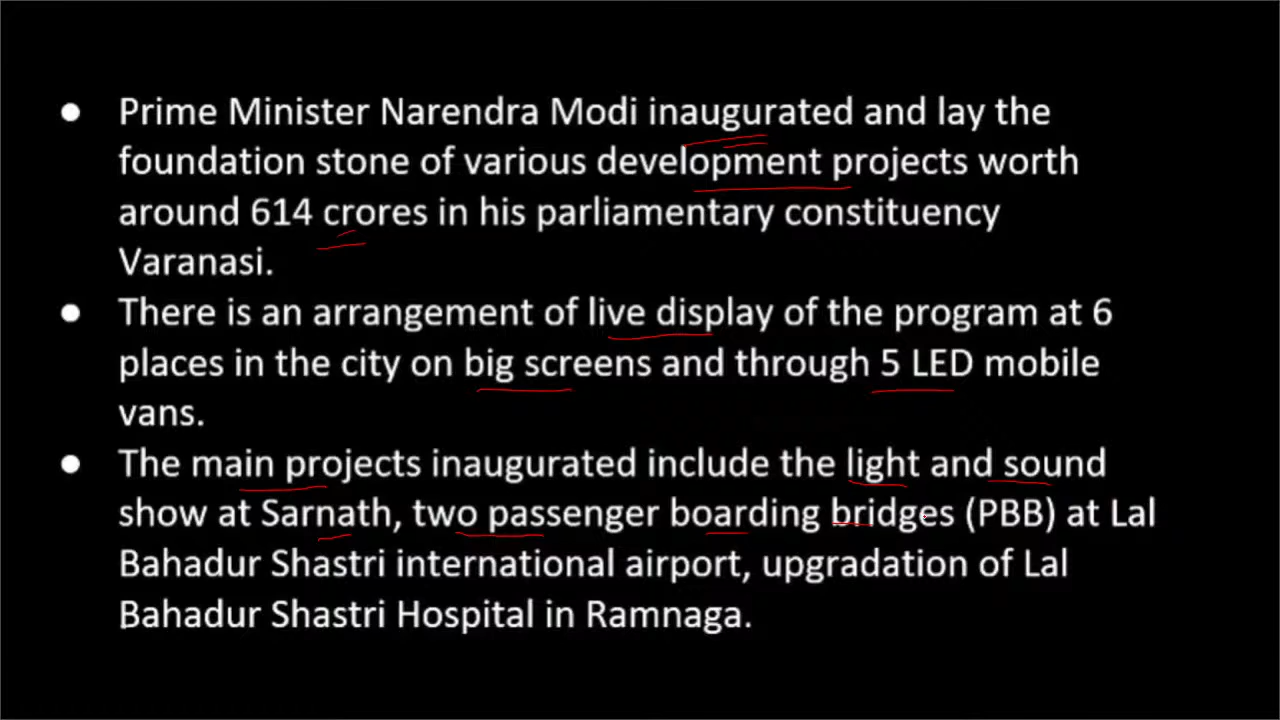 ● Prime Minister Narendra Modi inaugurated and lay the
foundation stone of various development projects worth
around 614 crores in his parliamentary constituency
Varanasi.
● There is an arrangement of live display of the program at 6
places in the city on big screens and through 5 LED mobile
vans.
● The main projects inaugurated include the light and sound
show at Sarnath, two passenger boarding bridges (PBB) at Lal
Bahadur Shastri international airport, upgradation of Lal
Bahadur Shastri Hospital in Ramnaga.